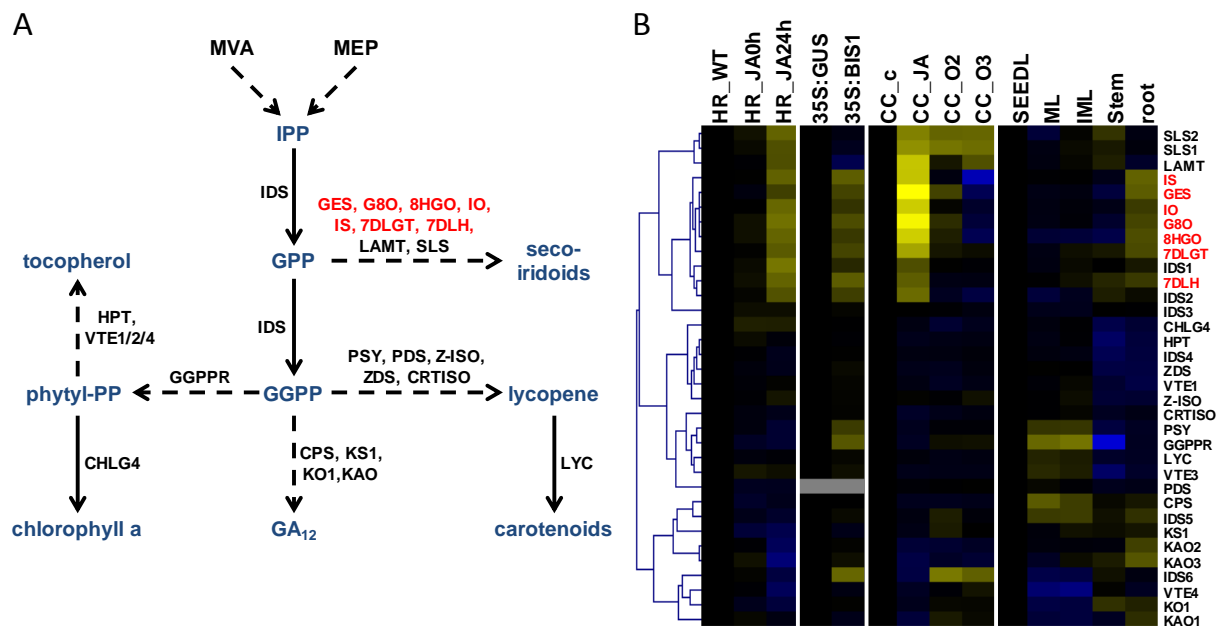 A
MVA
MEP
IPP
IDS
GES, G8O, 8HGO, IO,
IS, 7DLGT, 7DLH,
LAMT, SLS
tocopherol
GPP
seco-
iridoids
HPT,
VTE1/2/4
IDS
PSY, PDS, Z-ISO,
ZDS, CRTISO
GGPPR
phytyl-PP
GGPP
lycopene
CHLG4
CPS, KS1,
KO1,KAO
LYC
chlorophyll a
GA12
carotenoids
B
HR_WT
HR_JA0h
HR_JA24h
35S:GUS
35S:BIS1
CC_c
CC_JA
CC_O2
CC_O3
SEEDL
ML
IML
Stem
root
SLS2
SLS1
LAMT
IS
GES
IO
G8O
8HGO
7DLGT
IDS1
7DLH
IDS2
IDS3
CHLG4
HPT
IDS4
ZDS
VTE1
Z-ISO
CRTISO
PSY
GGPPR
LYC
VTE3
PDS
CPS
IDS5
KS1
KAO2
KAO3
IDS6
VTE4
KO1
KAO1